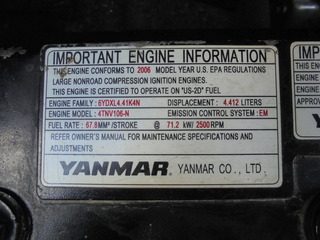 IMPORTANT ENGINE INFORMATION
THIS ENGINE CONFORMS TO 2006 MODEL YEAR U.S. EPA REGULATIONS
LARGE NONROAD COMPRESSION IGNITION ENGINES.
THIS ENGINE IS CERTIFIED TO OPERATE ON "US-2D" FUEL
ENGINE FAMILY : 6YDXL4.41K4N DISPLACEMENT : 4.412 LITERS
ENGINE MODEL : 4TNV106-N EMISSION CONTROL SYSTEM : EM
FUEL RATE : 67.8 MM³ /STROKE @ 71.2 kW/ 2500 RPM
REFER OWNER'S MANUAL FOR MAINTENANCE SPECIFICATIONS AND
ADJUSTMENTS
YANMAR YANMAR CO., LTD.